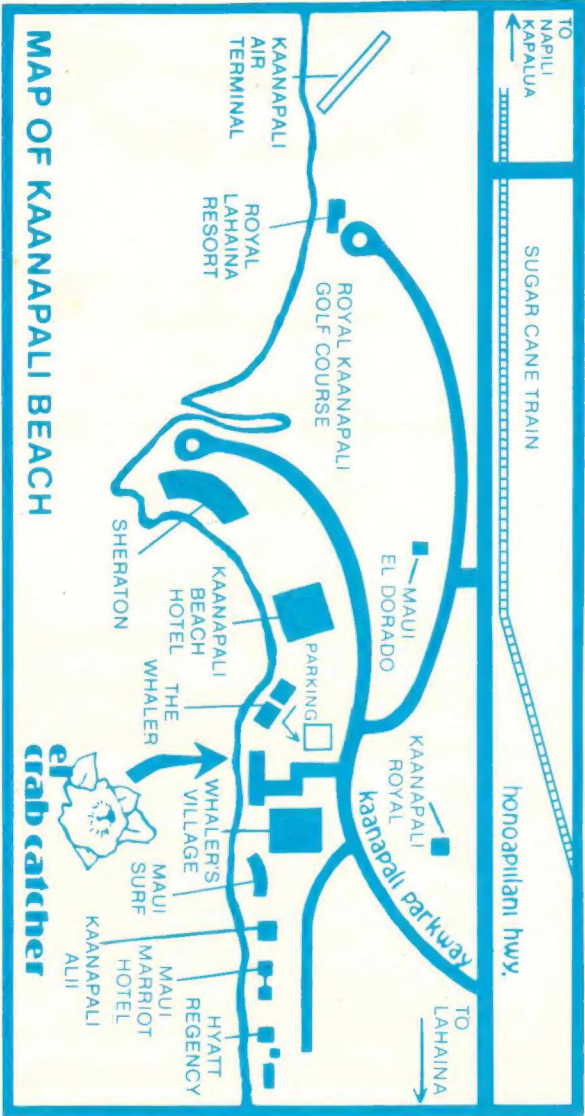 TO
NAPILI
KAPALUA
SUGAR CANE TRAIN
honoapiilani hwy.
KAANAPALI
AIR
TERMINAL
ROYAL
LAHAINA
RESORT
ROYAL KAANAPALI
GOLF COURSE
MAUI
EL DORADO
KAANAPALI
ROYAL
kaanapali parkway
TO
LAHAINA
SHERATON
KAANAPALI
BEACH
HOTEL
PARKING
THE
WHALER
WHALER'S
VILLAGE
MAUI
SURF
KAANAPALI
ALII
MAUI
MARRIOT
HOTEL
HYATT
REGENCY
el
crab catcher
MAP OF KAANAPALI BEACH